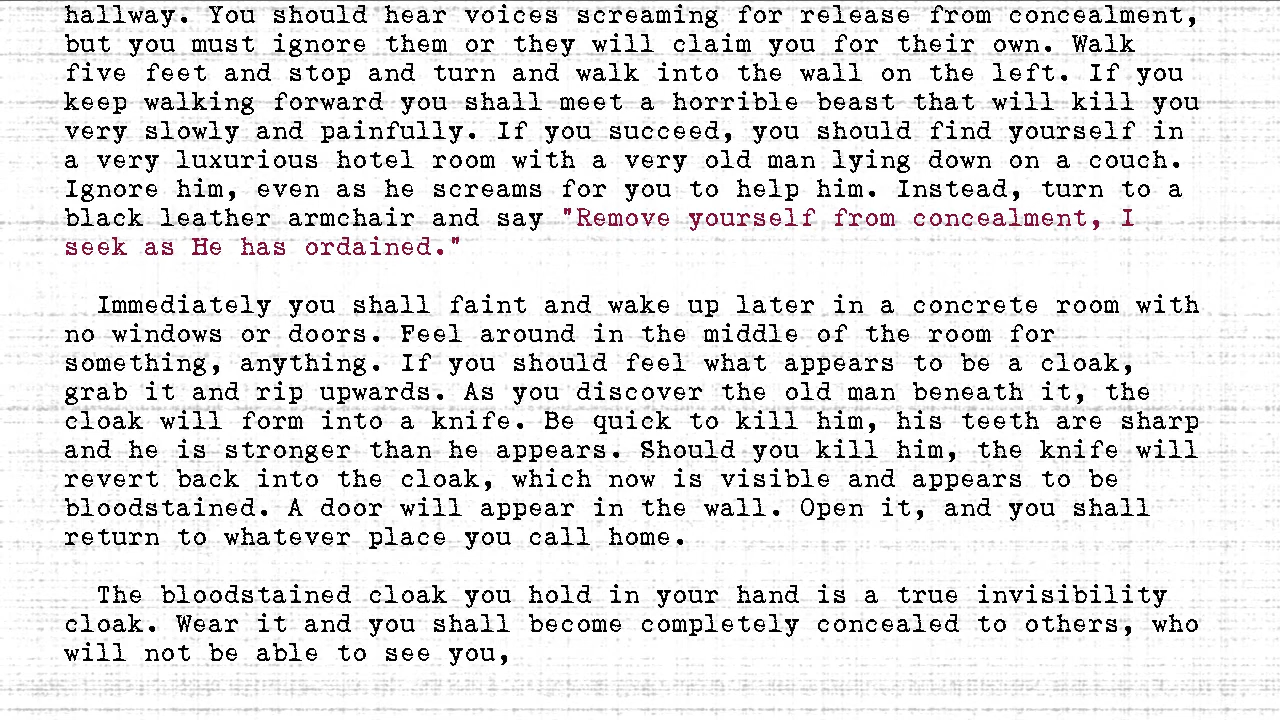 hallway. You should hear voices screaming for release from concealment,
but you must ignore them or they will claim you for their own. Walk
five feet and stop and turn and walk into the wall on the left. If you
keep walking forward you shall meet a horrible beast that will kill you
very slowly and painfully. If you succeed, you should find yourself in
a very luxurious hotel room with a very old man lying down on a couch.
Ignore him, even as he screams for you to help him. Instead, turn to a
black leather armchair and say "Remove yourself from concealment, I
seek as He has ordained."
Immediately you shall faint and wake up later in a concrete room with
no windows or doors. Feel around in the middle of the room for
something, anything. If you should feel what appears to be a cloak,
grab it and rip upwards. As you discover the old man beneath it, the
cloak will form into a knife. Be quick to kill him, his teeth are sharp
and he is stronger than he appears. Should you kill him, the knife will
revert back into the cloak, which now is visible and appears to be
bloodstained. A door will appear in the wall. Open it, and you shall
return to whatever place you call home.
The bloodstained cloak you hold in your hand is a true invisibility
cloak. Wear it and you shall become completely concealed to others, who
will not be able to see you,